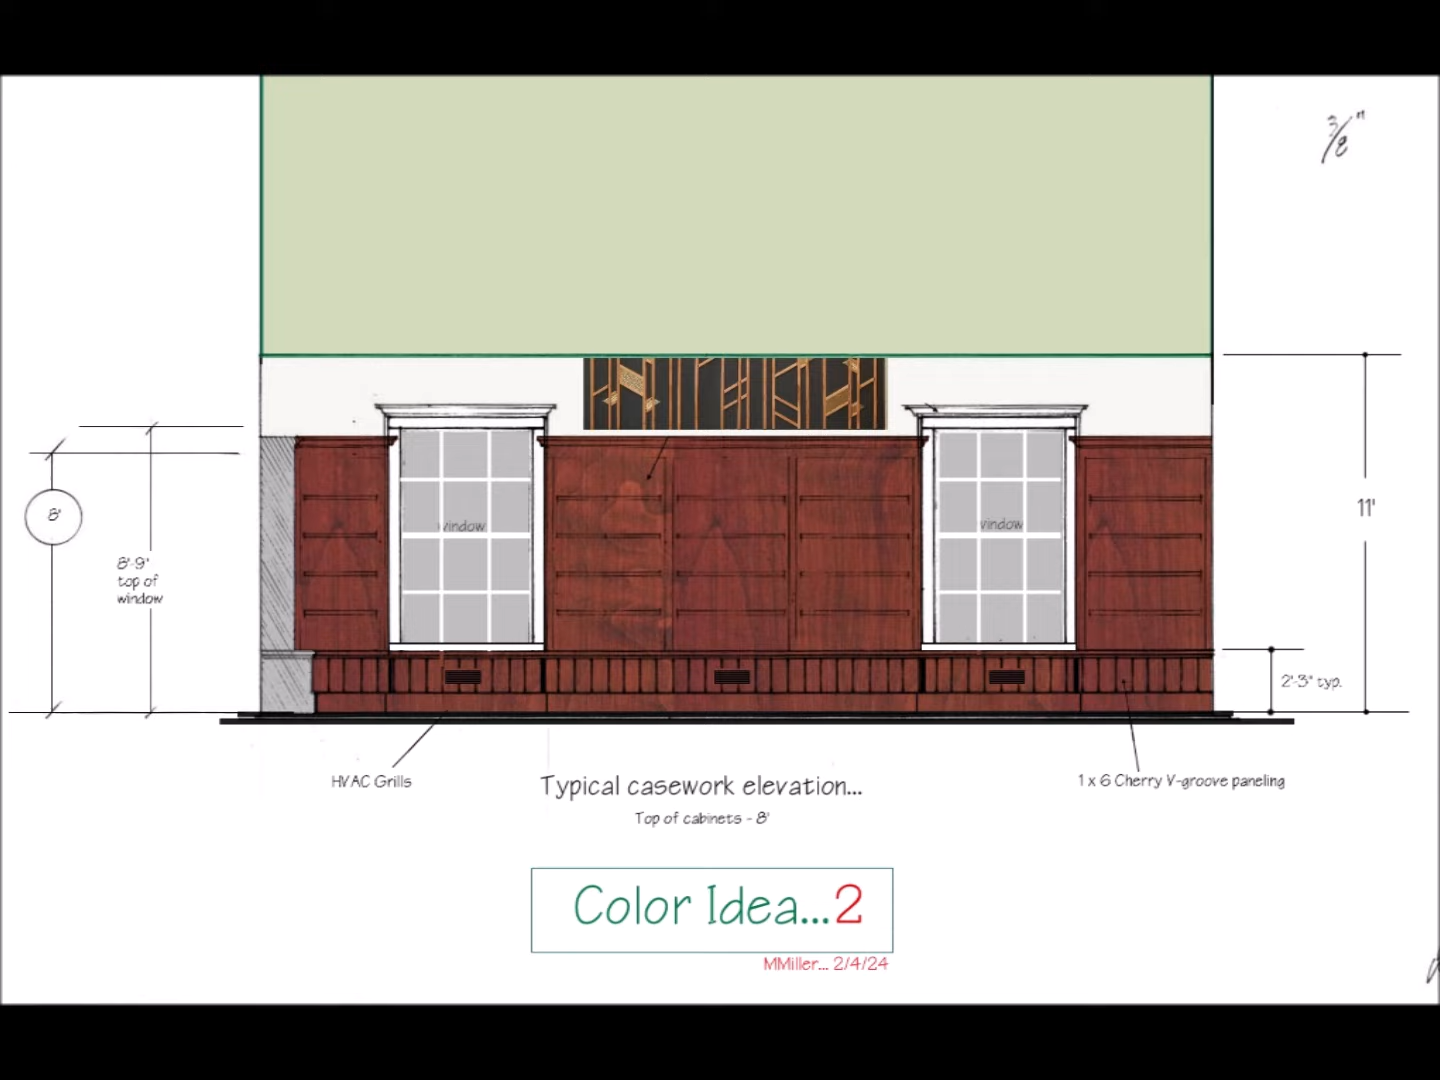 3/8"
8'
8'-9"
top of
window
window
window
11'
2'-3" typ.
HVAC Grills
Typical casework elevation...
1 x 6 Cherry V-groove paneling
Top of cabinets - 8'
Color Idea...2
MMiller... 2/4/24